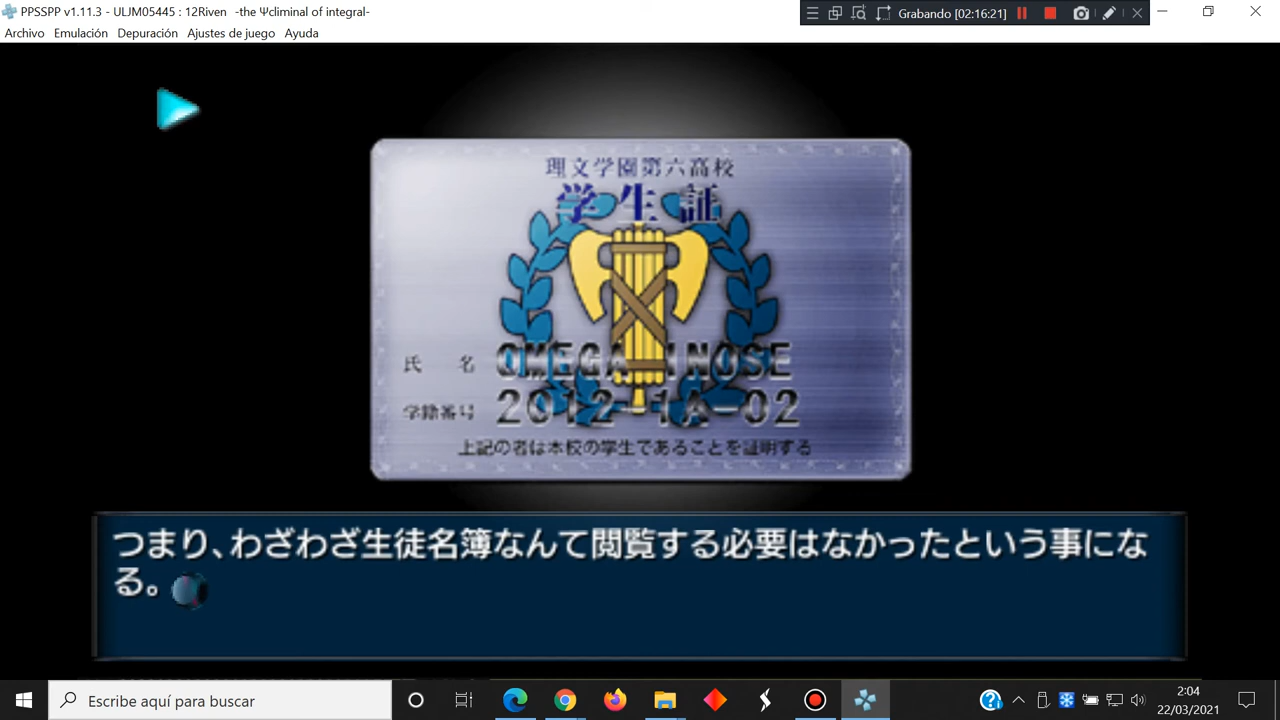 PPSSPP v1.11.3 - ULJM05445 : 12Riven -the Ψcliminal of integral-
Grabando [02:16:21]
Archivo Emulación Depuración Ajustes de juego Ayuda
理文学園第六高校
学生証
氏 名 OMEGA INOSE
学籍番号 2012-1A-02
上記の者は本校の学生であることを証明する
つまり、わざわざ生徒名簿なんて閲覧する必要はなかったという事にな
る。
Escribe aquí para buscar
2:04
22/03/2021